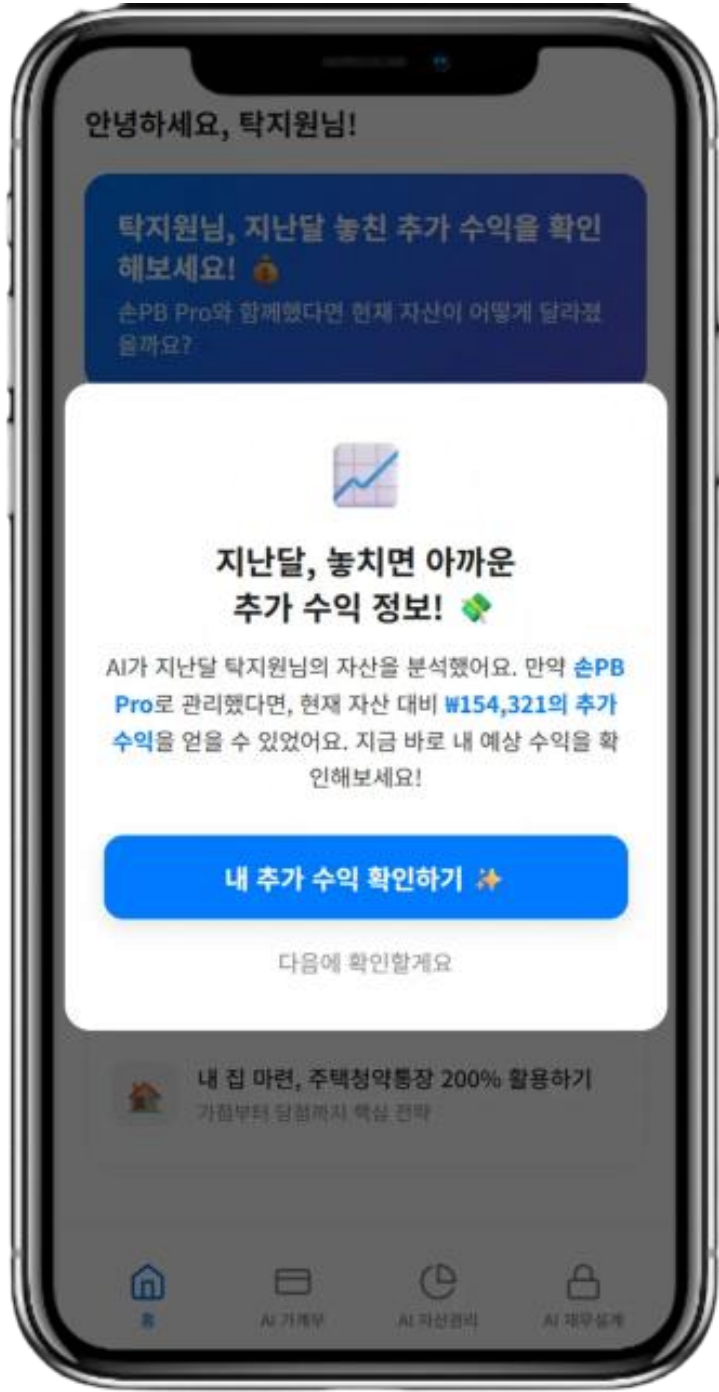 안녕하세요, 탁지원님!
탁지원님, 지난달 놓친 추가 수익을 확인
해보세요! 💰
손PB Pro와 함께했다면 현재 자산이 어떻게 달라졌
을까요?
지난달, 놓치면 아까운
추가 수익 정보! 💸
AI가 지난달 탁지원님의 자산을 분석했어요. 만약 손PB
Pro로 관리했다면, 현재 자산 대비 ₩154,321의 추가
수익을 얻을 수 있었어요. 지금 바로 내 예상 수익을 확
인해보세요!
내 추가 수익 확인하기 ✨
다음에 확인할게요
내 집 마련, 주택청약통장 200% 활용하기
가점부터 당첨까지 핵심 전략
홈
AI 가계부
AI 자산관리
AI 재무설계